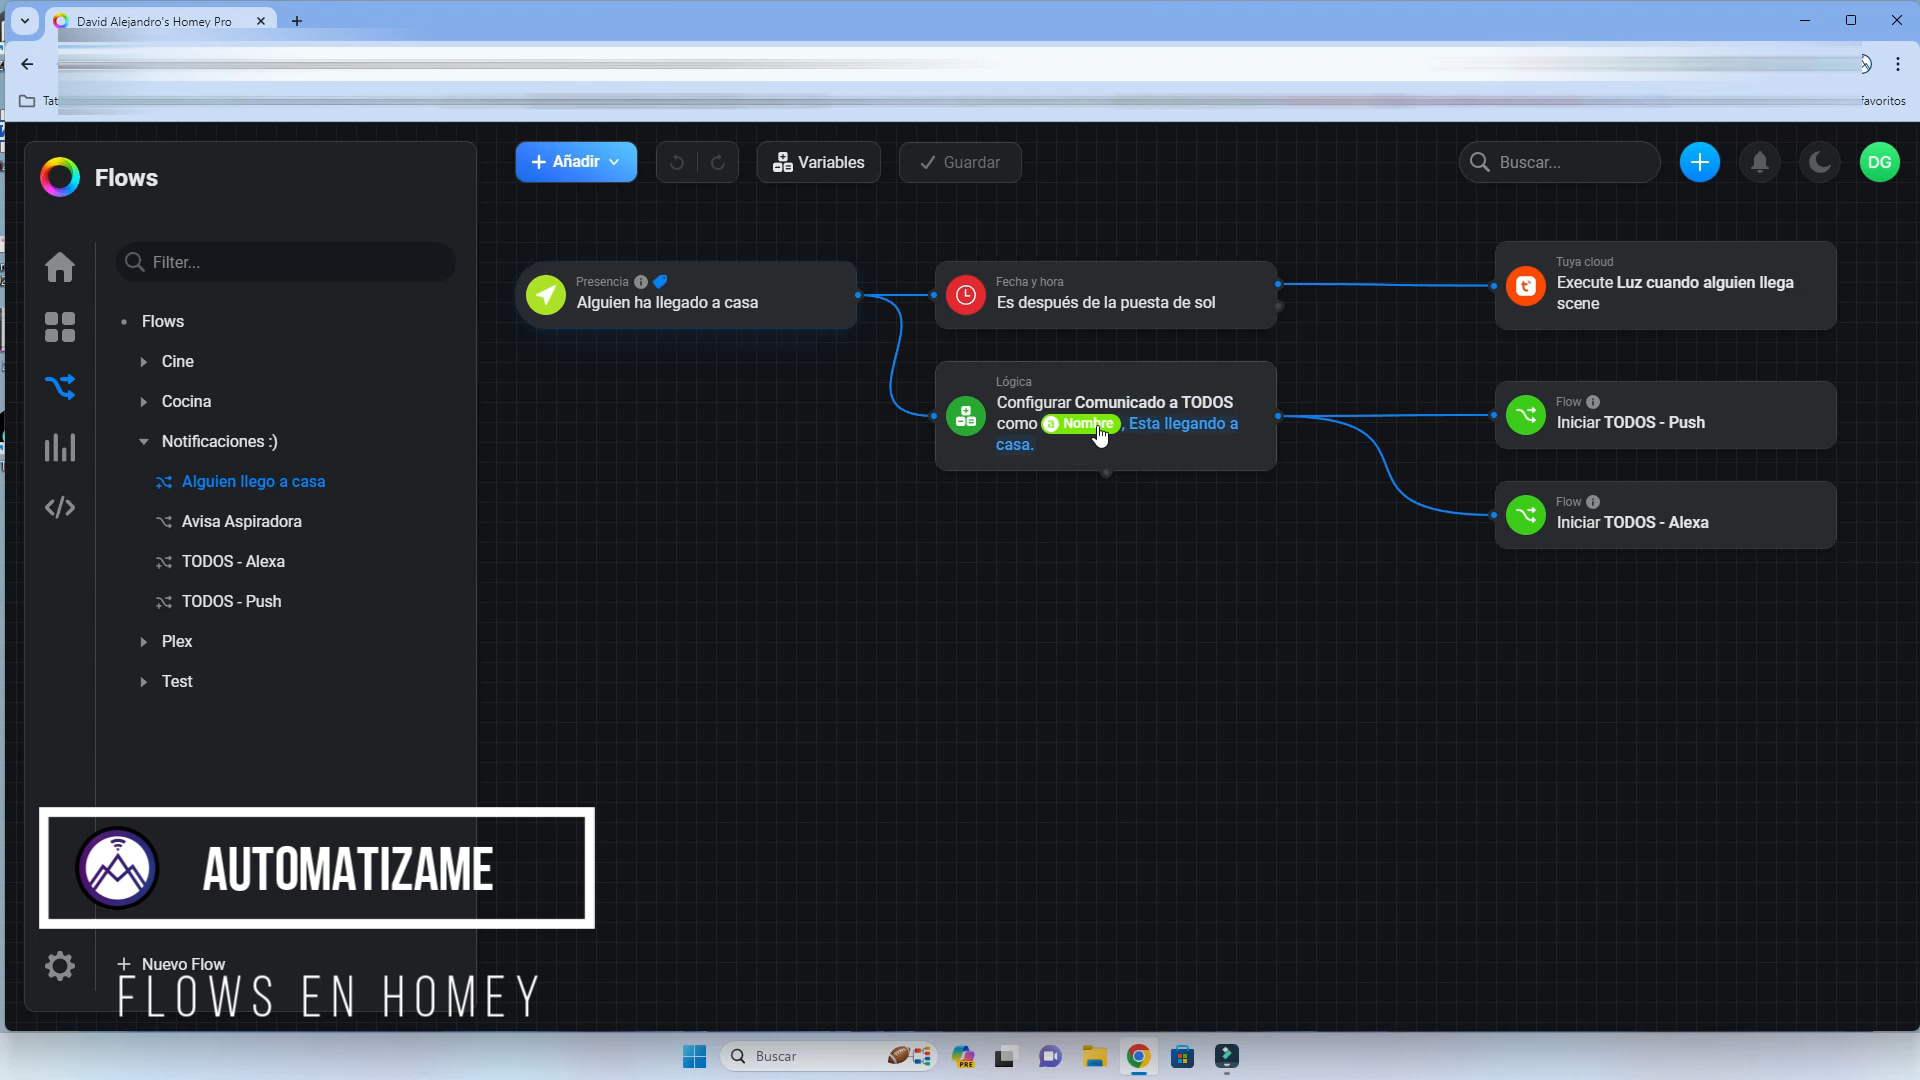 David Alejandro's Homey Pro
Tat
favoritos
Flows
Añadir
Variables
Guardar
Buscar...
DG
Filter...
Flows
Cine
Cocina
Notificaciones :)
Alguien llego a casa
Avisa Aspiradora
TODOS - Alexa
TODOS - Push
Plex
Test
Nuevo Flow
Presencia
Alguien ha llegado a casa
Fecha y hora
Es después de la puesta de sol
Lógica
Configurar Comunicado a TODOS
como Nombre, Esta llegando a
casa.
Tuya cloud
Execute Luz cuando alguien llega
scene
Flow
Iniciar TODOS - Push
Flow
Iniciar TODOS - Alexa
AUTOMATIZAME
FLOWS EN HOMEY
Buscar
PRE